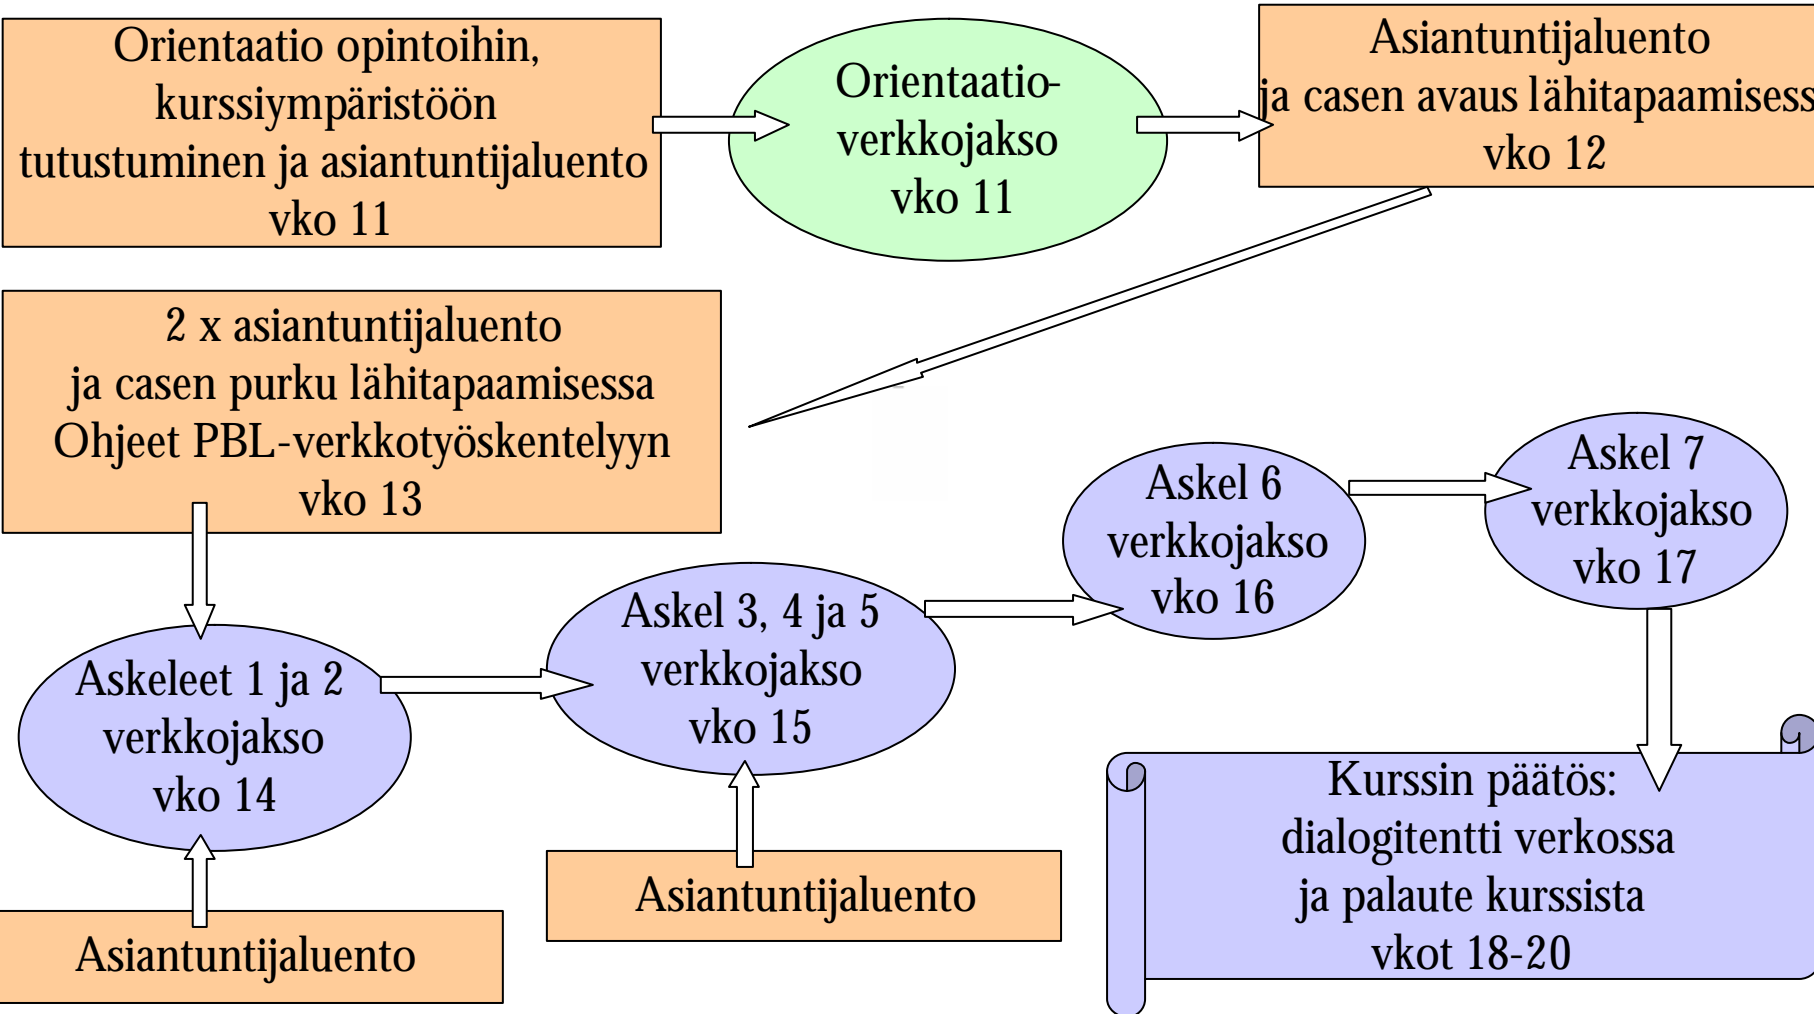 Orientaatio opintoihin,
kurssiympäristöön
tutustuminen ja asiantuntijaluento
vko 11
Orientaatio-
verkkojakso
vko 11
Asiantuntijaluento
ja casen avaus lähitapaamisess
vko 12
2 x asiantuntijaluento
ja casen purku lähitapaamisessa
Ohjeet PBL-verkkotyöskentelyyn
vko 13
Askeleet 1 ja 2
verkkojakso
vko 14
Askel 3, 4 ja 5
verkkojakso
vko 15
Askel 6
verkkojakso
vko 16
Askel 7
verkkojakso
vko 17
Asiantuntijaluento
Asiantuntijaluento
Kurssin päätös:
dialogitentti verkossa
ja palaute kurssista
vkot 18-20